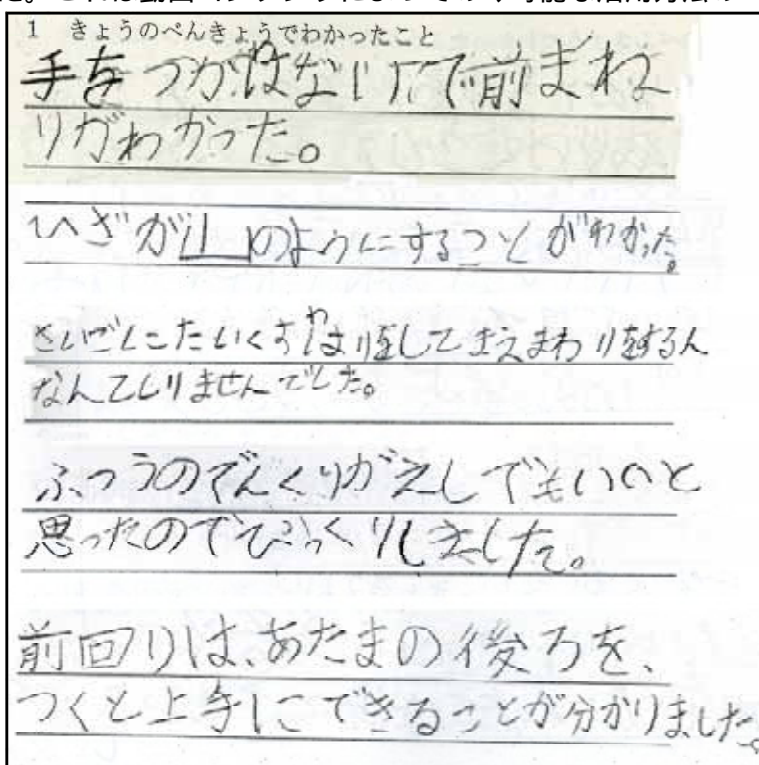 1 きょうのべんきょうでわかったこと
手をつかはないんで前まわ
りがわかった。
ひざが山のようにすることがわかった。
さいごにたいくすわりをしてまえまわりをするん
なんてしりませんでした。
ふつうのでんぐりがえしでもいいと
思ったのでびっくりしました。
前回りは、あたまの後ろを、
つくと上手にできることが分かりました。